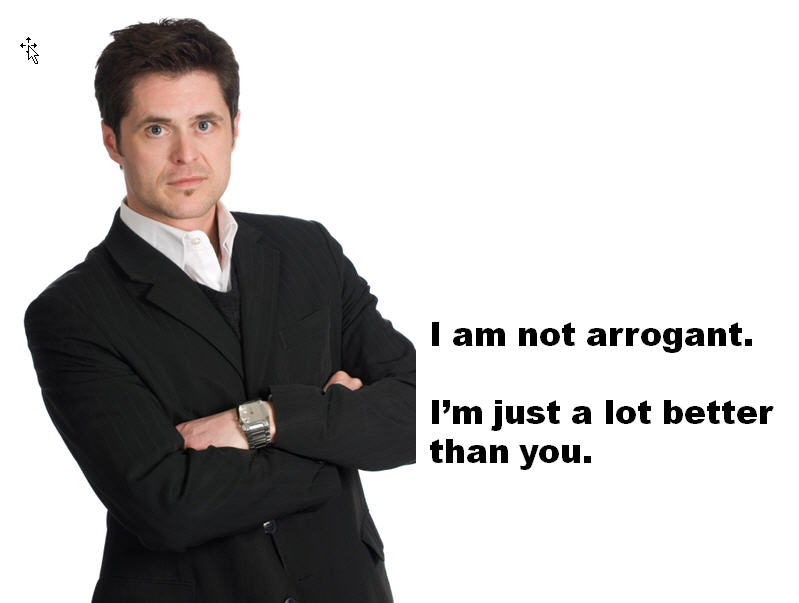 I am not arrogant.
I’m just a lot better
than you.